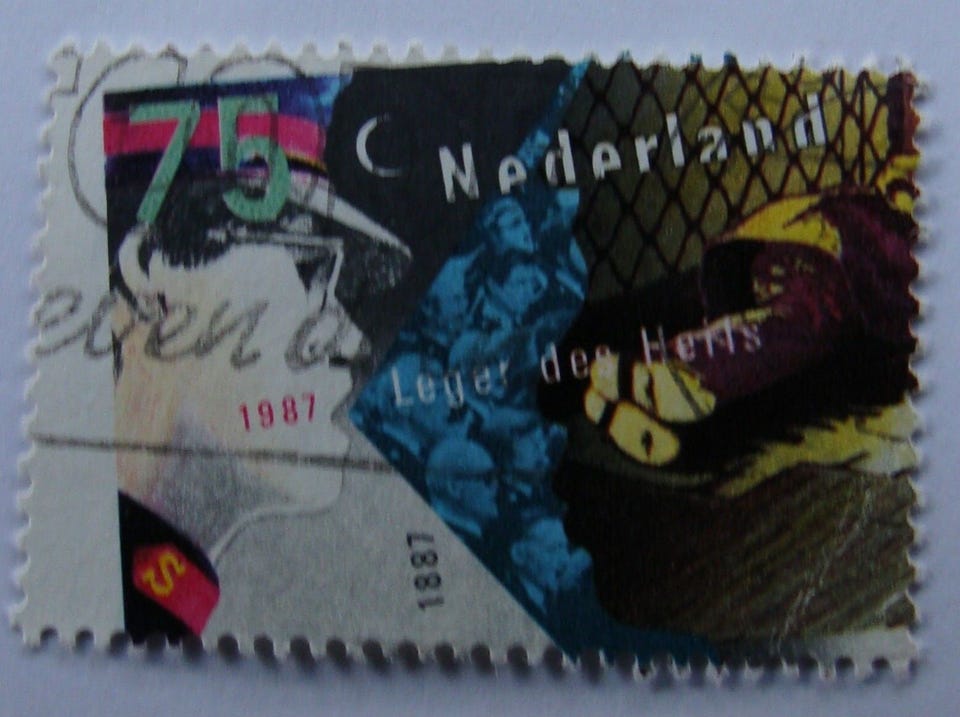 75
C
Nederland
Leger des Heils
1987
1887
S